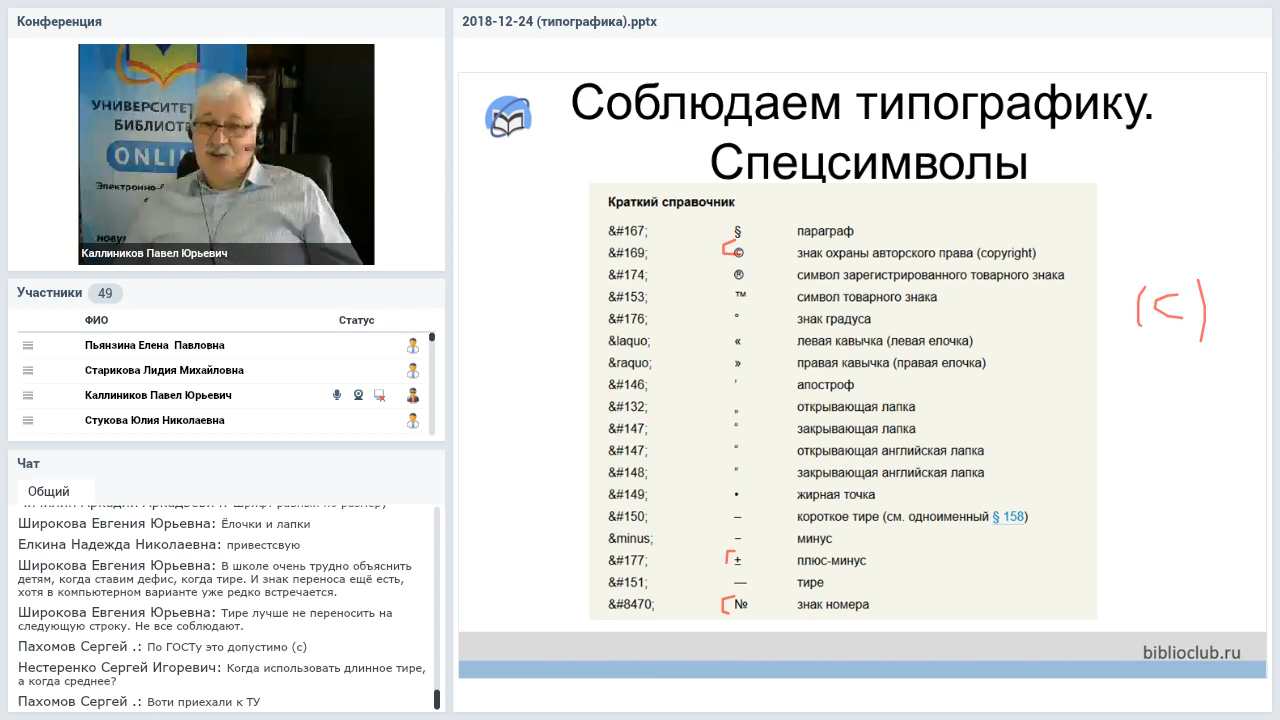 Конференция
УНИВЕРСИТЕ
БИБЛИОТЕ
ONLIN
Каллиников Павел Юрьевич
Участники 49
ФИО Статус
Пьянзина Елена Павловна
Старикова Лидия Михайловна
Каллиников Павел Юрьевич
Стукова Юлия Николаевна
Чат
Общий
Широкова Евгения Юрьевна: Ёлочки и лапки
Елкина Надежда Николаевна: привестсвую
Широкова Евгения Юрьевна: В школе очень трудно объяснить
детям, когда ставим дефис, когда тире. И знак переноса ещё есть,
хотя в компьютерном варианте уже редко встречается.
Широкова Евгения Юрьевна: Тире лучше не переносить на
следующую строку. Не все соблюдают.
Пахомов Сергей .: По ГОСТу это допустимо (с)
Нестеренко Сергей Игоревич: Когда использовать длинное тире,
а когда среднее?
Пахомов Сергей .: Воти приехали к ТУ
2018-12-24 (типографика).pptx
Соблюдаем типографику.
Спецсимволы
Краткий справочник
&#167; § параграф
&#169; © знак охраны авторского права (copyright)
&#174; ® символ зарегистрированного товарного знака
&#153; ™ символ товарного знака
&#176; ° знак градуса
&laquo; « левая кавычка (левая елочка)
&raquo; » правая кавычка (правая елочка)
&#146; ’ апостроф
&#132; „ открывающая лапка
&#147; “ закрывающая лапка
&#147; “ открывающая английская лапка
&#148; ” закрывающая английская лапка
&#149; • жирная точка
&#150; – короткое тире (см. одноименный § 158)
&minus; − минус
&#177; ± плюс-минус
&#151; — тире
&#8470; № знак номера
(c)
biblioclub.ru